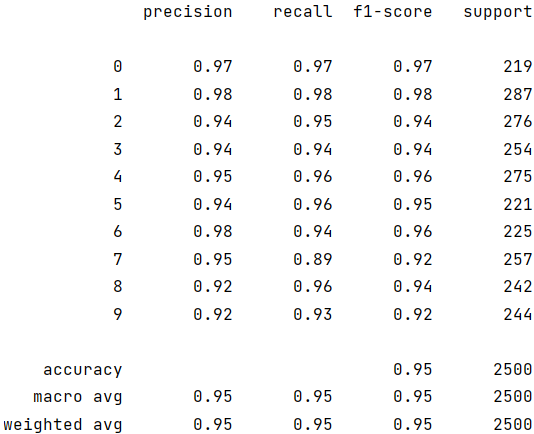 precision recall f1-score support
0 0.97 0.97 0.97 219
1 0.98 0.98 0.98 287
2 0.94 0.95 0.94 276
3 0.94 0.94 0.94 254
4 0.95 0.96 0.96 275
5 0.94 0.96 0.95 221
6 0.98 0.94 0.96 225
7 0.95 0.89 0.92 257
8 0.92 0.96 0.94 242
9 0.92 0.93 0.92 244
accuracy 0.95 2500
macro avg 0.95 0.95 0.95 2500
weighted avg 0.95 0.95 0.95 2500